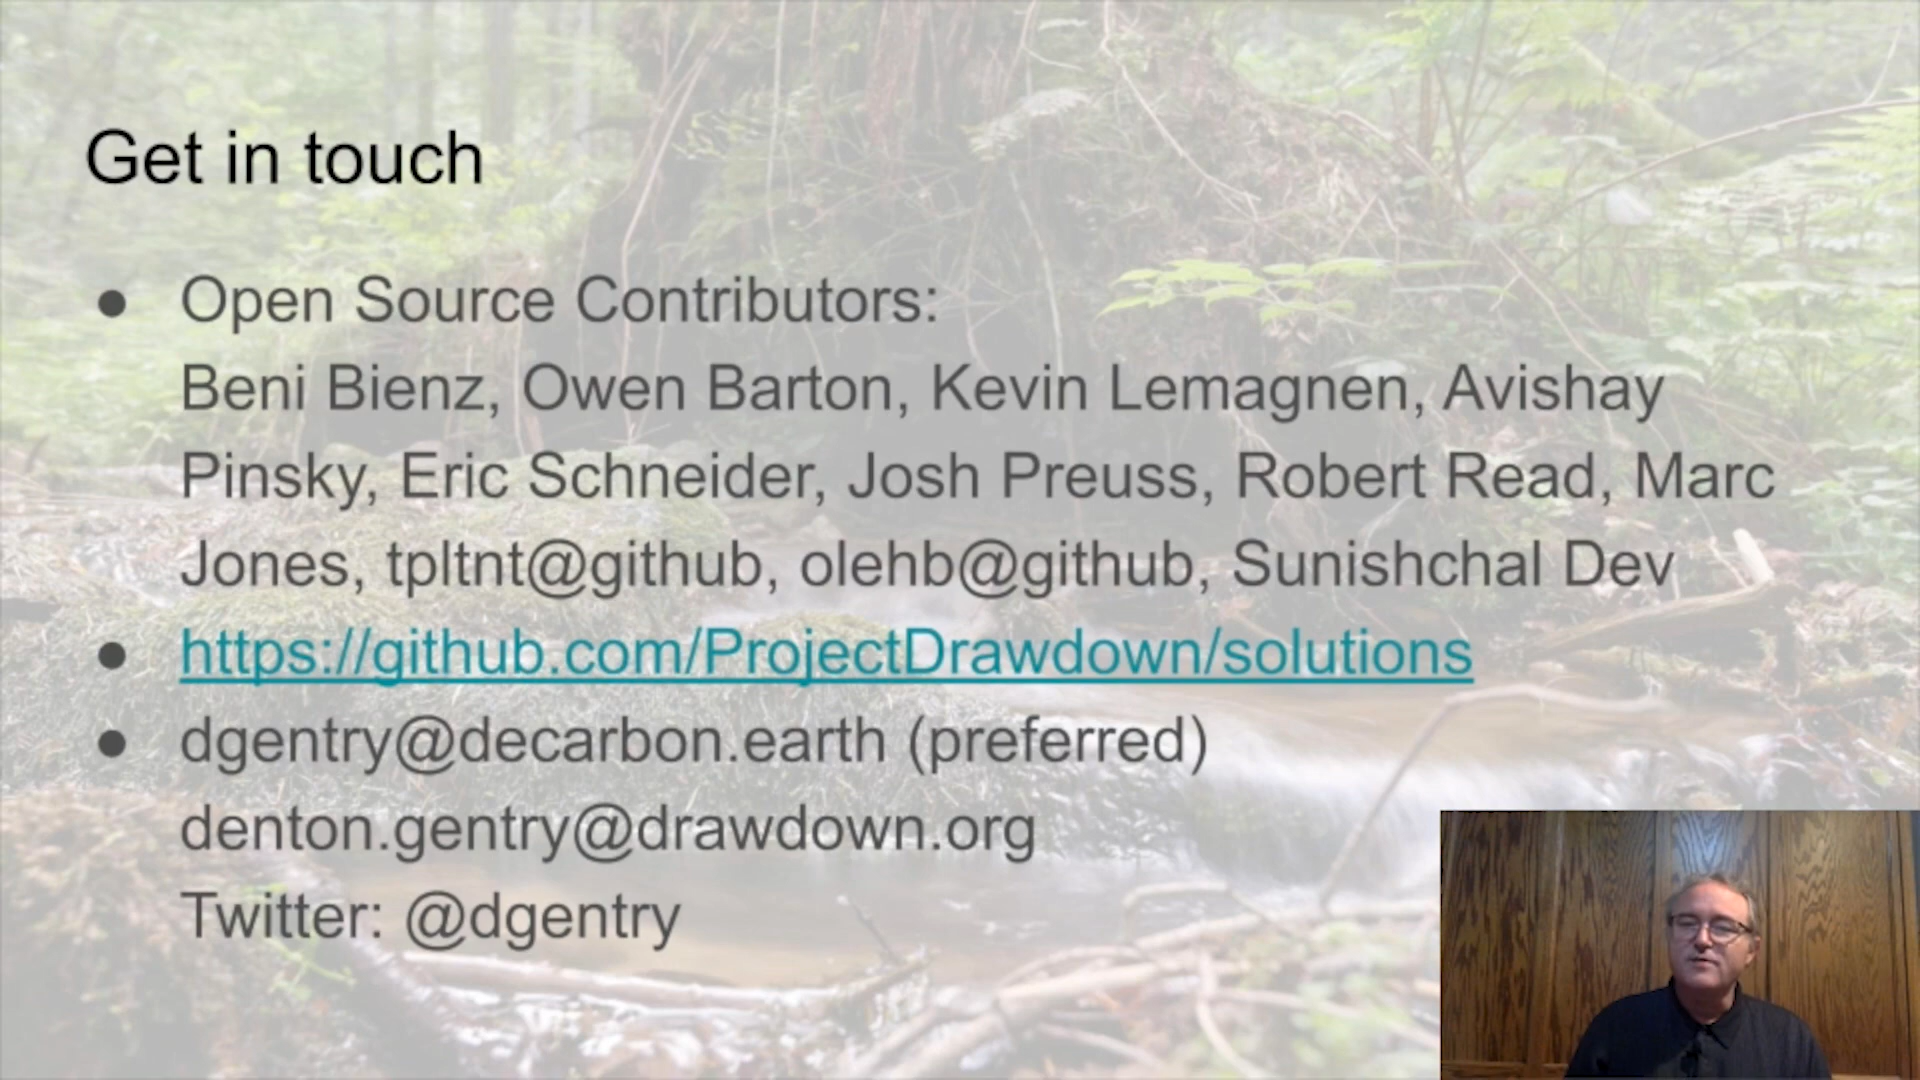 Get in touch
● Open Source Contributors:
Beni Bienz, Owen Barton, Kevin Lemagnen, Avishay
Pinsky, Eric Schneider, Josh Preuss, Robert Read, Marc
Jones, tpltnt@github, olehb@github, Sunishchal Dev
● https://github.com/ProjectDrawdown/solutions
● dgentry@decarbon.earth (preferred)
denton.gentry@drawdown.org
Twitter: @dgentry